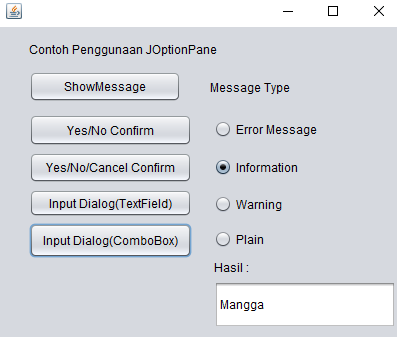 Contoh Penggunaan JOptionPane
ShowMessage
Message Type
Yes/No Confirm
Error Message
Yes/No/Cancel Confirm
Information
Input Dialog(TextField)
Warning
Input Dialog(ComboBox)
Plain
Hasil :
Mangga